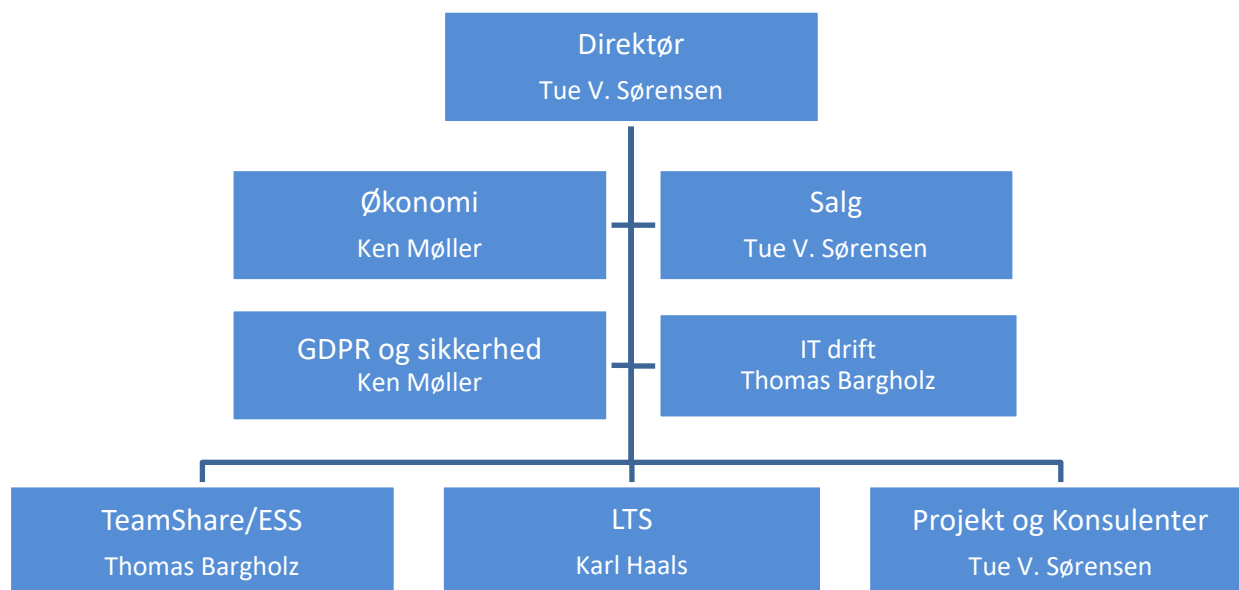 Direktør
Tue V. Sørensen
Økonomi
Ken Møller
Salg
Tue V. Sørensen
GDPR og sikkerhed
Ken Møller
IT drift
Thomas Bargholz
TeamShare/ESS
Thomas Bargholz
LTS
Karl Haals
Projekt og Konsulenter
Tue V. Sørensen